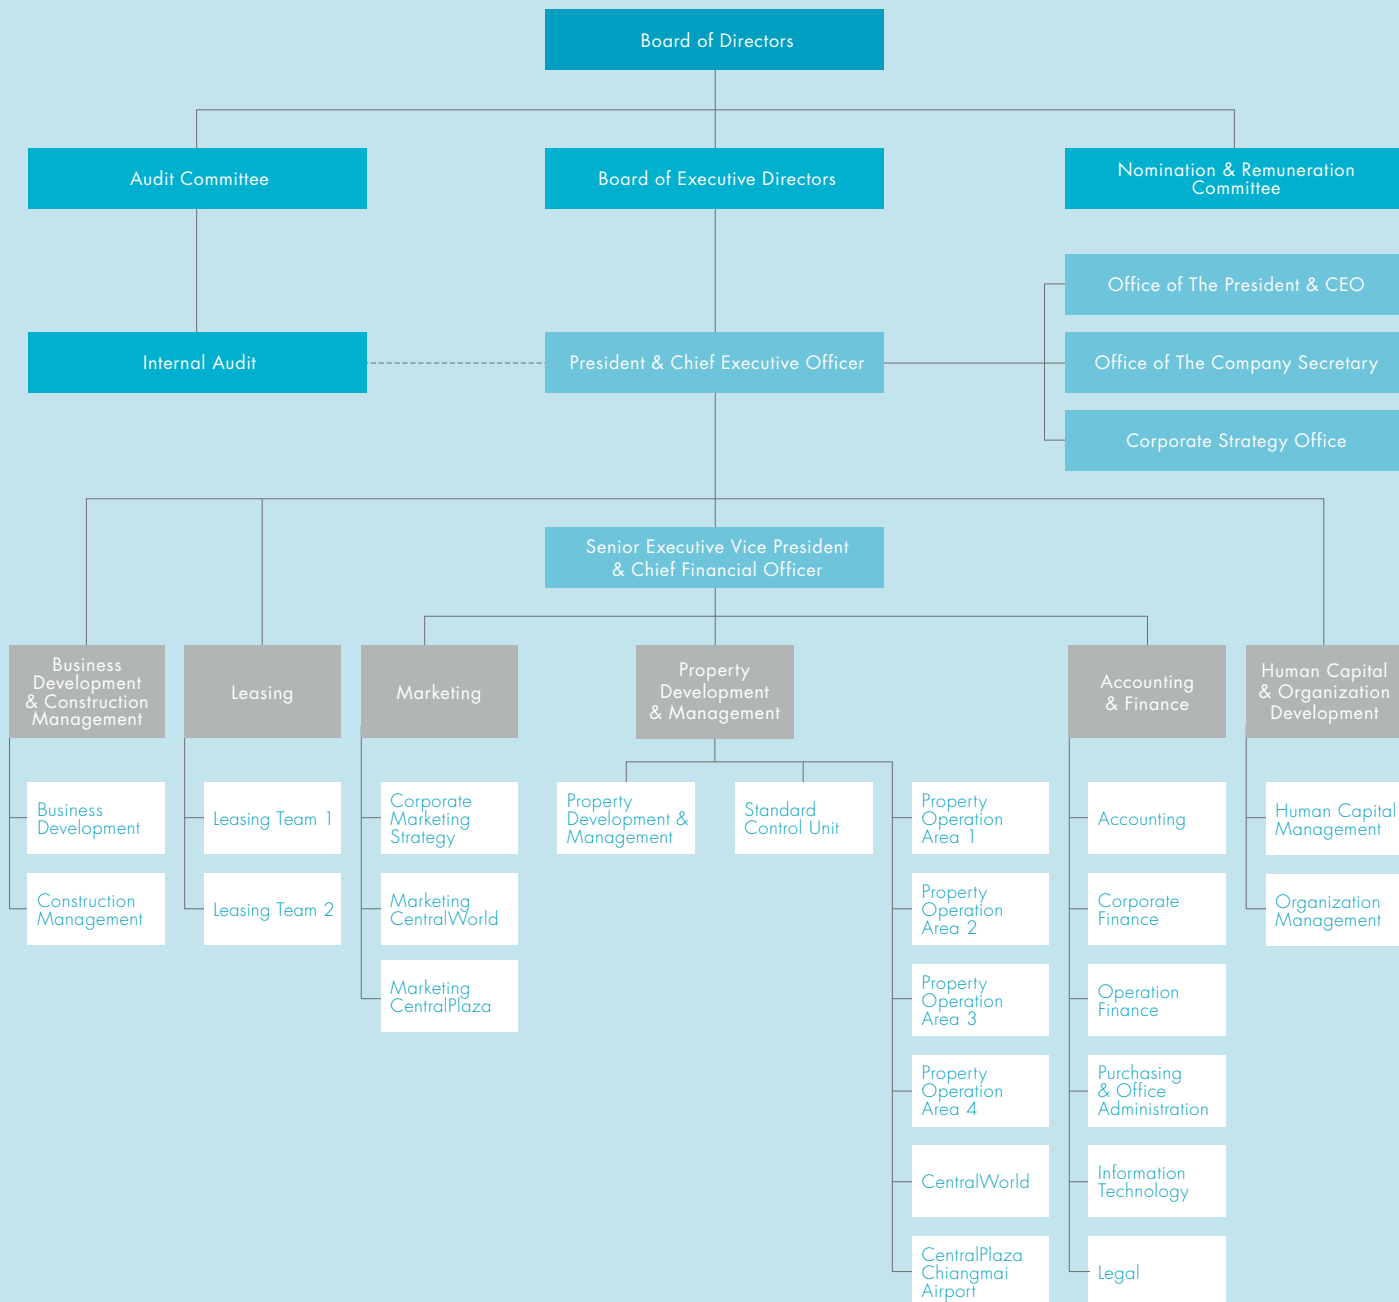 Board of Directors
Audit Committee
Board of Executive Directors
Nomination & Remuneration
Committee
Office of The President & CEO
Internal Audit
President & Chief Executive Officer
Office of The Company Secretary
Corporate Strategy Office
Senior Executive Vice President
& Chief Financial Officer
Business
Development
& Construction
Management
Leasing
Marketing
Property
Development
& Management
Accounting
& Finance
Human Capital
& Organization
Development
Business
Development
Construction
Management
Leasing Team 1
Leasing Team 2
Corporate
Marketing
Strategy
Marketing
CentralWorld
Marketing
CentralPlaza
Property
Development &
Management
Standard
Control Unit
Property
Operation
Area 1
Property
Operation
Area 2
Property
Operation
Area 3
Property
Operation
Area 4
CentralWorld
CentralPlaza
Chiangmai
Airport
Accounting
Corporate
Finance
Operation
Finance
Purchasing
& Office
Administration
Information
Technology
Legal
Human Capital
Management
Organization
Management